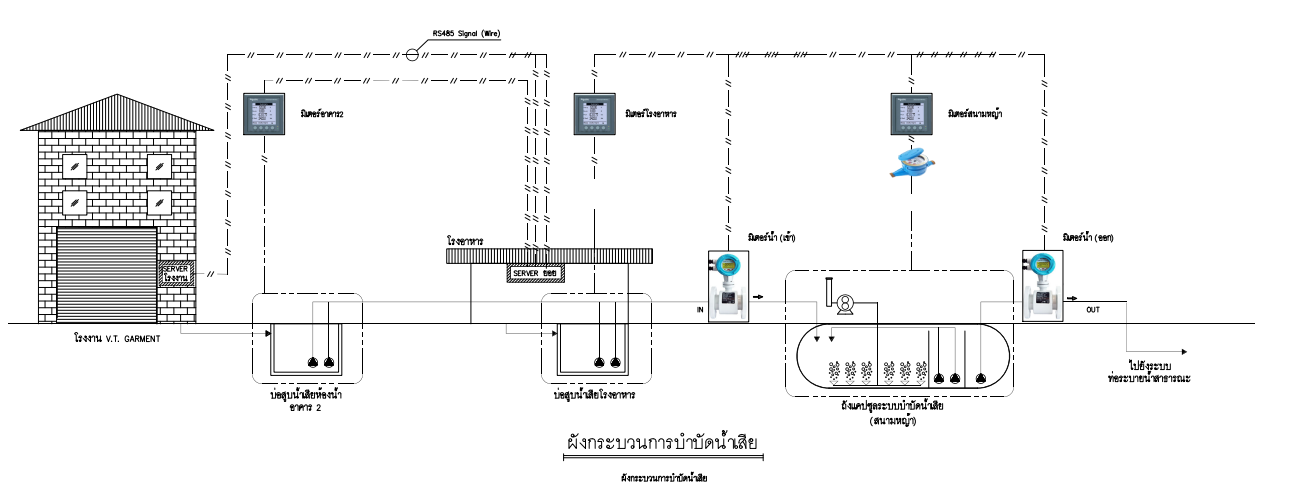 RS485 Signal (Wire)
มิเตอร์อาคาร2
มิเตอร์โรงอาหาร
มิเตอร์สนามหญ้า
โรงอาหาร
มิเตอร์น้ำ (เข้า)
มิเตอร์น้ำ (ออก)
SERVER
โรงงาน
SERVER ย่อย
IN
OUT
โรงงาน V.T. GARMENT
ไปยังระบบ
ท่อระบายน้ำสาธารณะ
บ่อสูบน้ำเสียห้องน้ำ
อาคาร 2
บ่อสูบน้ำเสียโรงอาหาร
ถังแคปซูลระบบบำบัดน้ำเสีย
(สนามหญ้า)
ผังกระบวนการบำบัดน้ำเสีย
ผังกระบวนการบำบัดน้ำเสีย